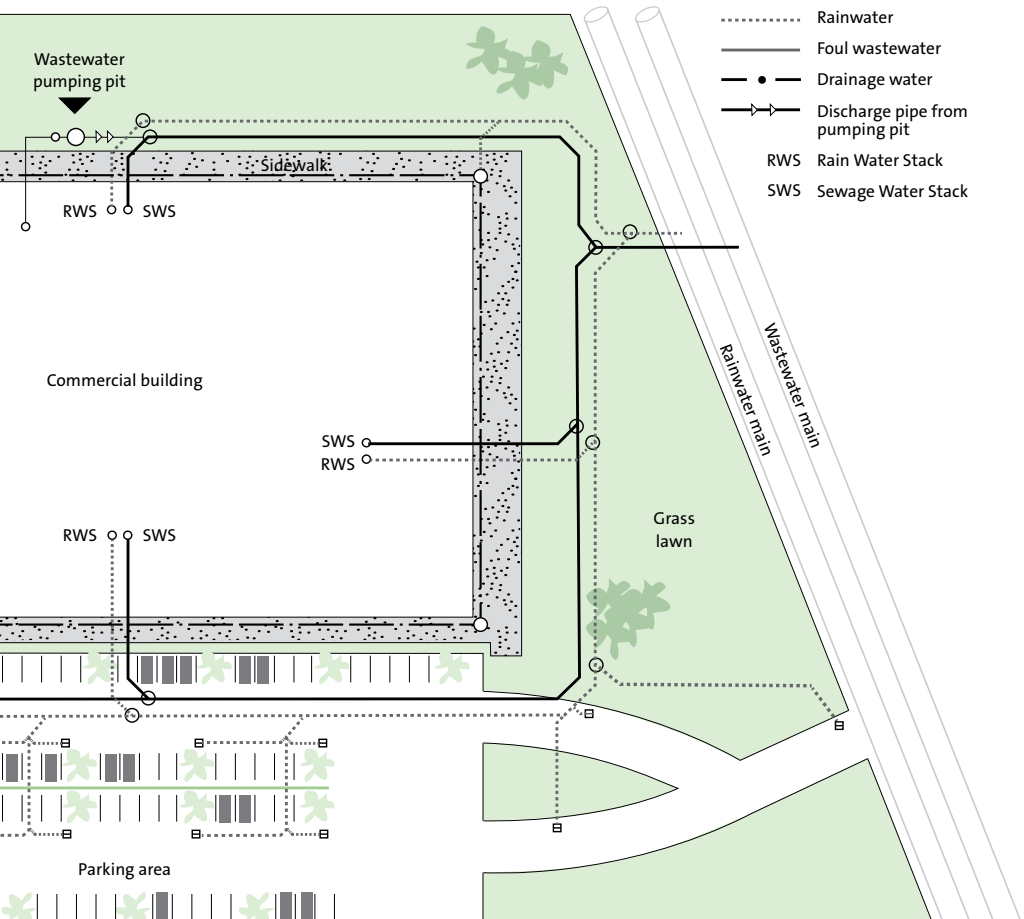 Rainwater
Foul wastewater
Drainage water
Discharge pipe from
pumping pit
RWS Rain Water Stack
SWS Sewage Water Stack
Wastewater
pumping pit
Sidewalk
RWS SWS
Commercial building
SWS
RWS
RWS SWS
Rainwater main
Wastewater main
Grass
lawn
Parking area